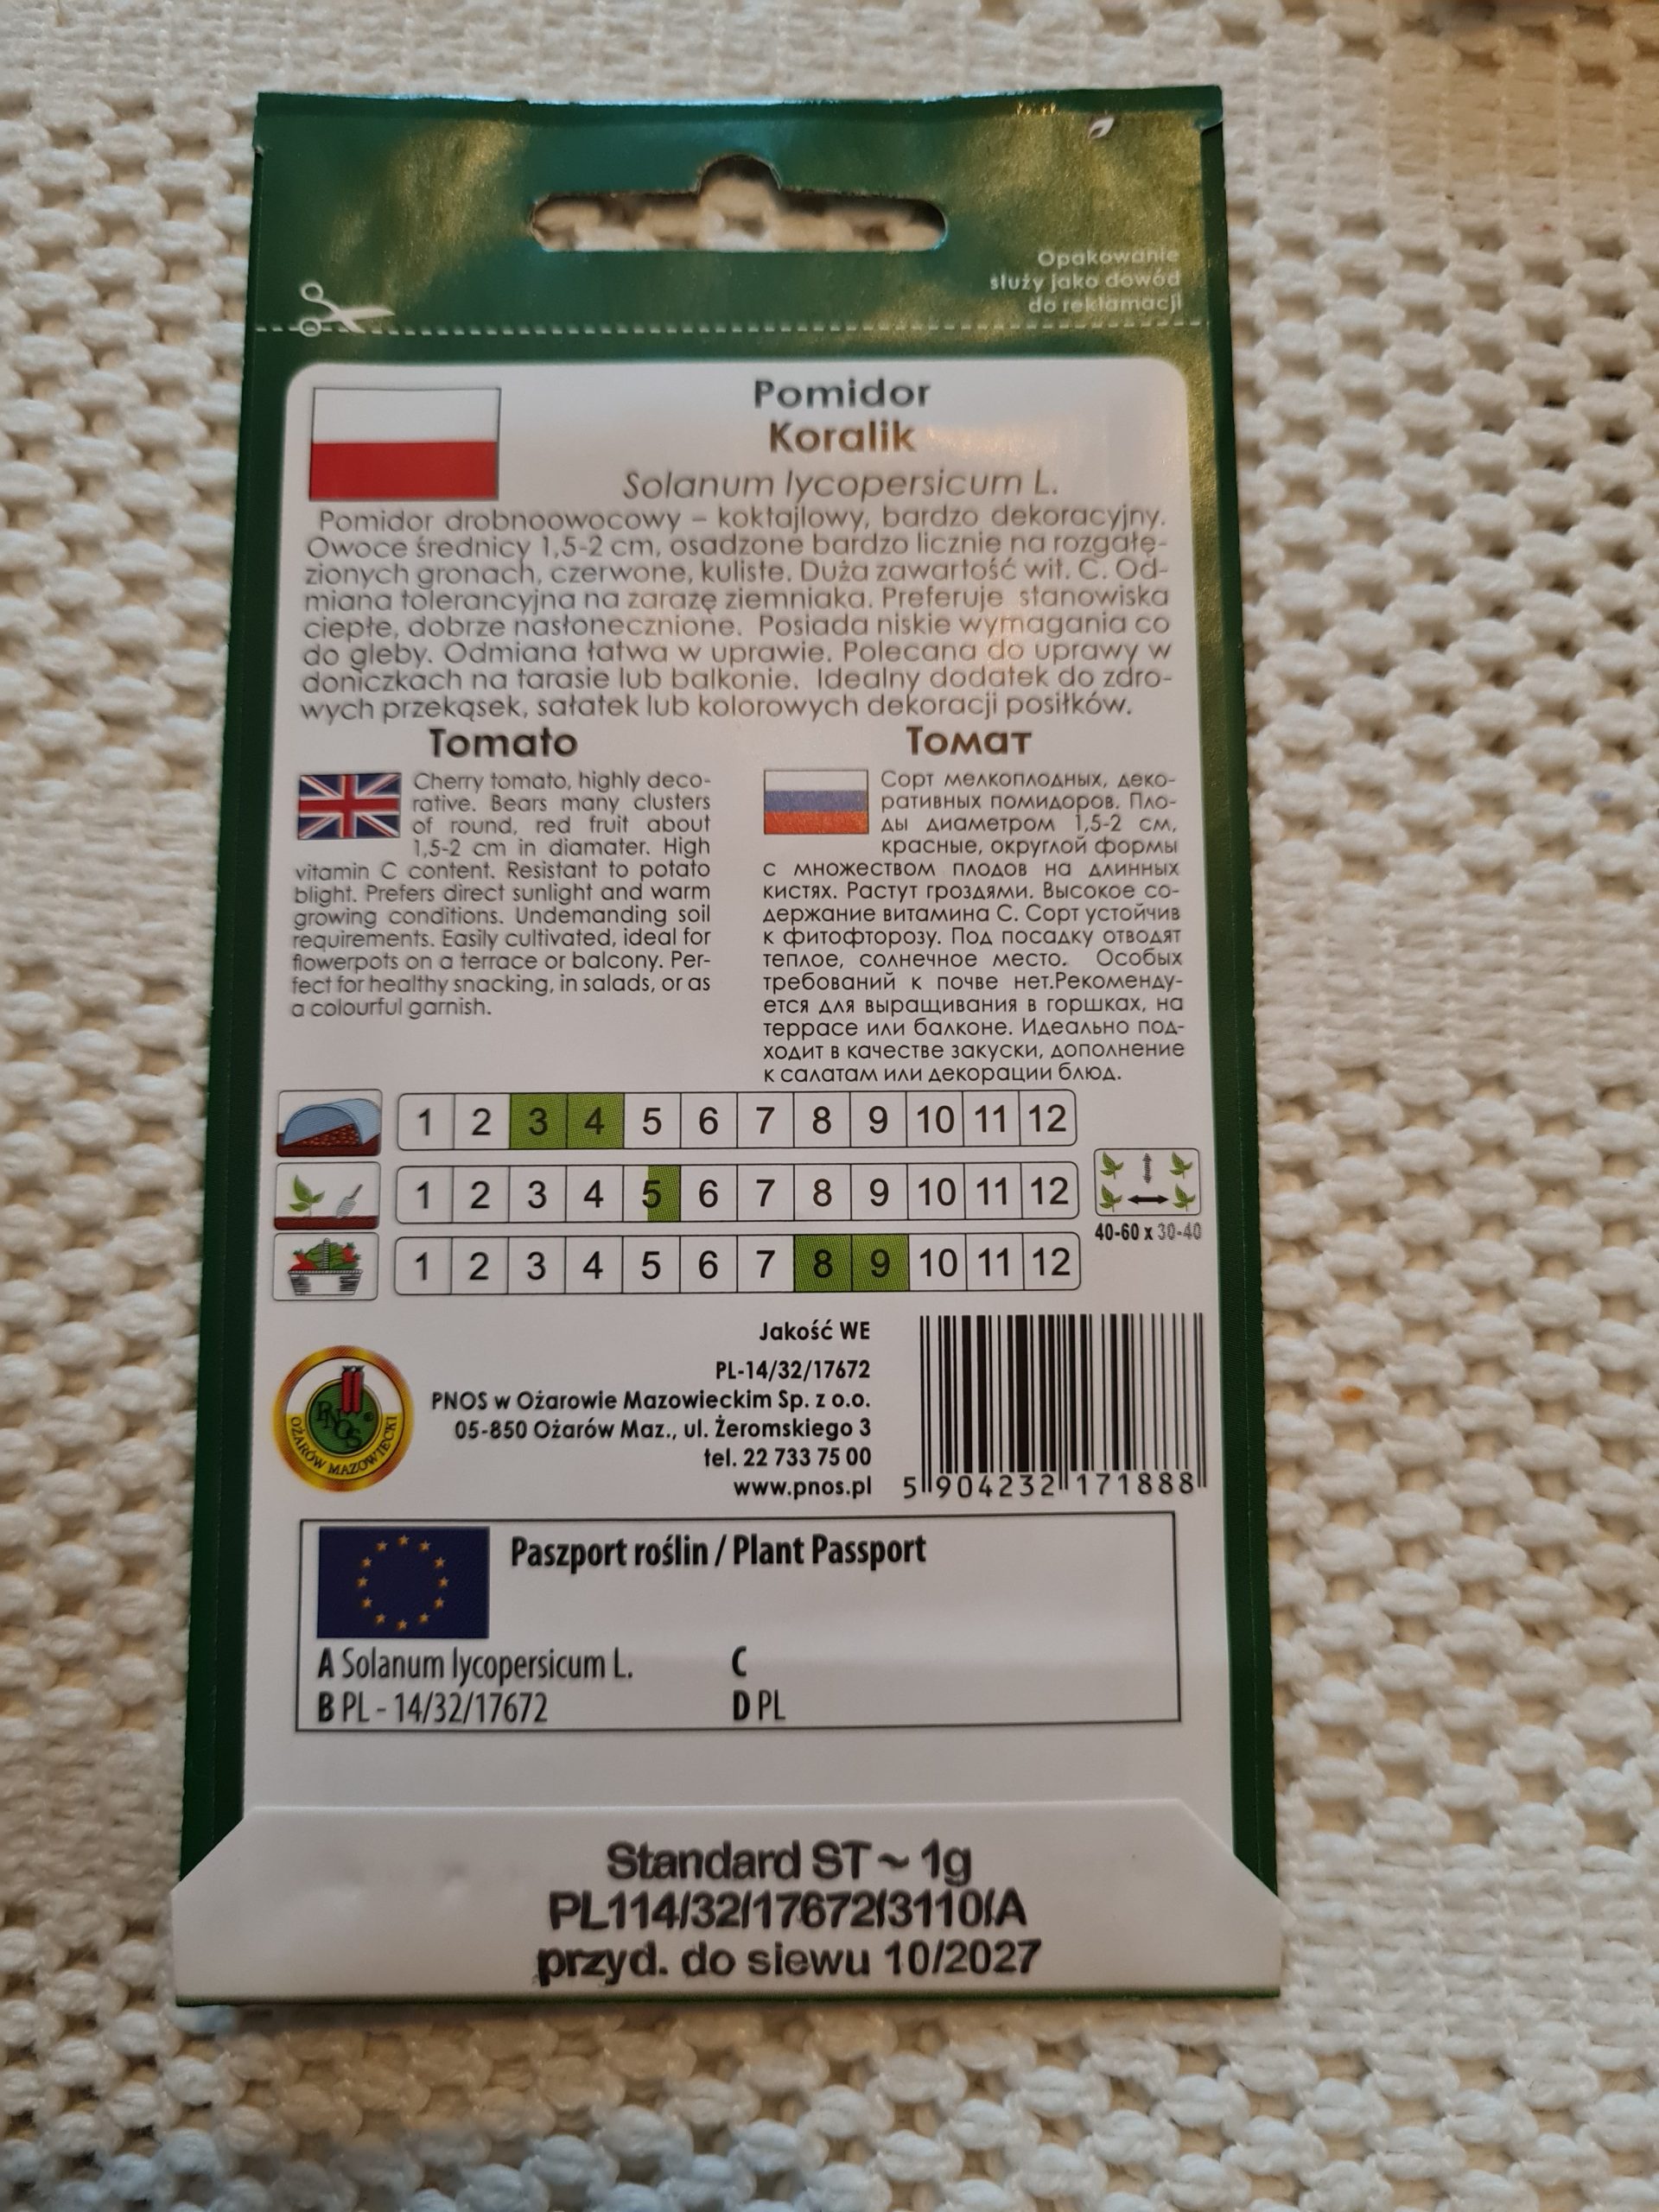 Opakowanie
służy jako dowód
do reklamacji
Pomidor
Koralik
Solanum lycopersicum L.
Pomidor drobnoowocowy – koktajlowy, bardzo dekoracyjny.
Owoce średnicy 1,5-2 cm, osadzone bardzo licznie na rozgałę-
zionych gronach, czerwone, kuliste. Duża zawartość wit. C. Od-
miana tolerancyjna na zarazę ziemniaka. Preferuje stanowiska
ciepłe, dobrze nasłonecznione. Posiada niskie wymagania co
do gleby. Odmiana łatwa w uprawie. Polecana do uprawy w
doniczkach na tarasie lub balkonie. Idealny dodatek do zdro-
wych przekąsek, sałatek lub kolorowych dekoracji posiłków.
Tomato
Cherry tomato, highly deco-
rative. Bears many clusters
of round, red fruit about
1,5-2 cm in diamater. High
vitamin C content. Resistant to potato
blight. Prefers direct sunlight and warm
growing conditions. Undemanding soil
requirements. Easily cultivated, ideal for
flowerpots on a terrace or balcony. Per-
fect for healthy snacking, in salads, or as
a colourful garnish.
Томат
Сорт мелкоплодных, деко-
ративных помидоров. Пло-
ды диаметром 1,5-2 см,
красные, округлой формы
с множеством плодов на длинных
кистях. Растут гроздями. Высокое со-
держание витамина С. Сорт устойчив
к фитофторозу. Под посадку отводят
теплое, солнечное место. Особых
требований к почве нет.Рекоменду-
ется для выращивания в горшках, на
террасе или балконе. Идеально под-
ходит в качестве закуски, дополнение
к салатам или декорации блюд.
1 2 3 4 5 6 7 8 9 10 11 12
1 2 3 4 5 6 7 8 9 10 11 12
40-60 x 30-40
1 2 3 4 5 6 7 8 9 10 11 12
Jakość WE
PL-14/32/17672
PNOS w Ożarowie Mazowieckim Sp. z o.o.
05-850 Ożarów Maz., ul. Żeromskiego 3
tel. 22 733 75 00
www.pnos.pl
PNOS®
OŻARÓW MAZOWIECKI
5 904232 171888
Paszport roślin / Plant Passport
A Solanum lycopersicum L. C
B PL - 14/32/17672 D PL
Standard ST ~ 1g
PL114/32/17672/3110/A
przyd. do siewu 10/2027